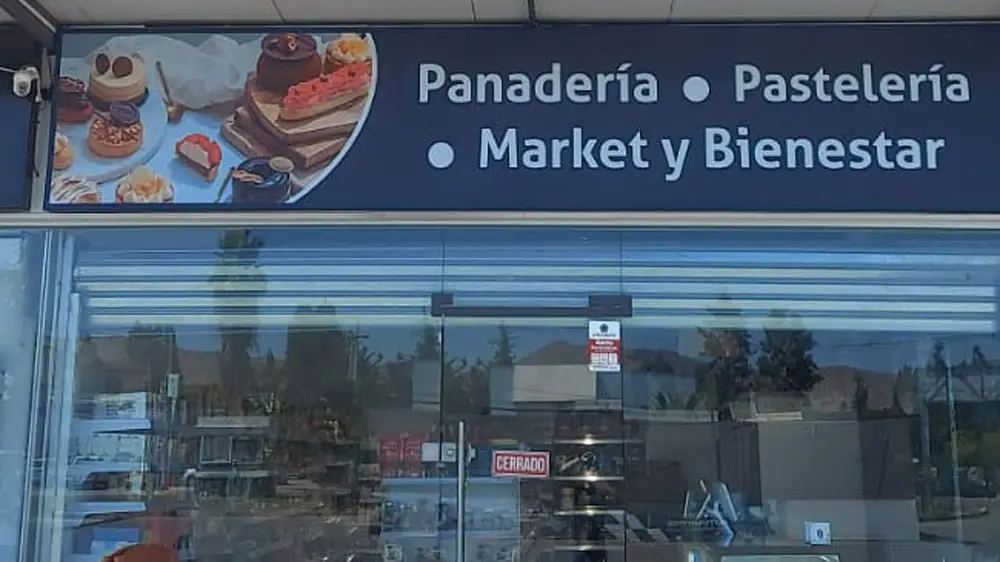 Panadería ● Pastelería
● Market y Bienestar
CERRADO